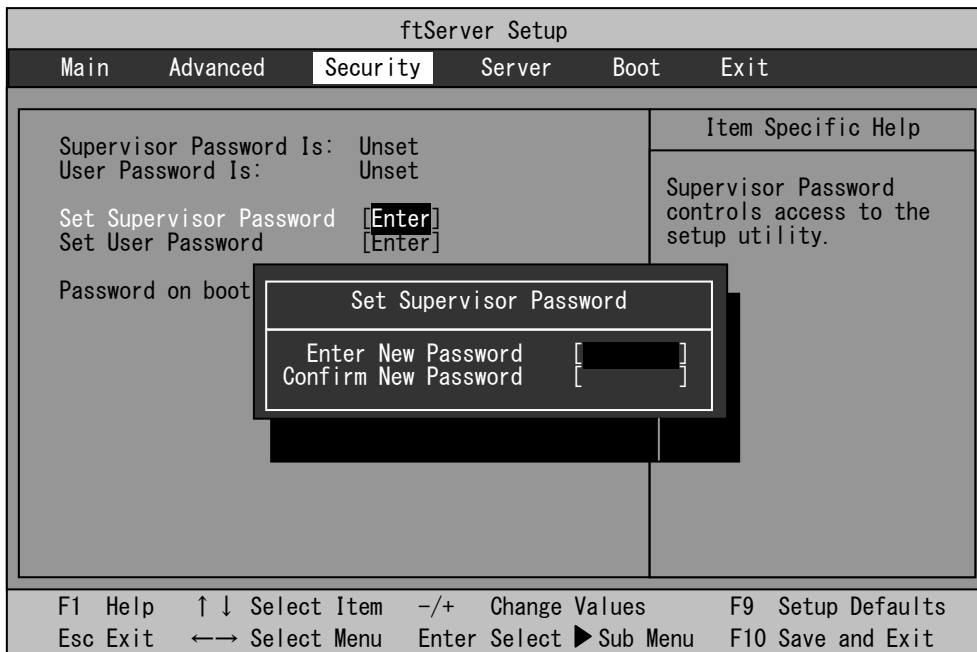 ftServer Setup
Main Advanced Security Server Boot Exit
Supervisor Password Is: Unset
User Password Is: Unset
Set Supervisor Password [Enter]
Set User Password [Enter]
Password on boot
Item Specific Help
Supervisor Password
controls access to the
setup utility.
Set Supervisor Password
Enter New Password [ ]
Confirm New Password [ ]
F1 Help ↑↓ Select Item -/+ Change Values F9 Setup Defaults
Esc Exit ←→ Select Menu Enter Select ▶Sub Menu F10 Save and Exit